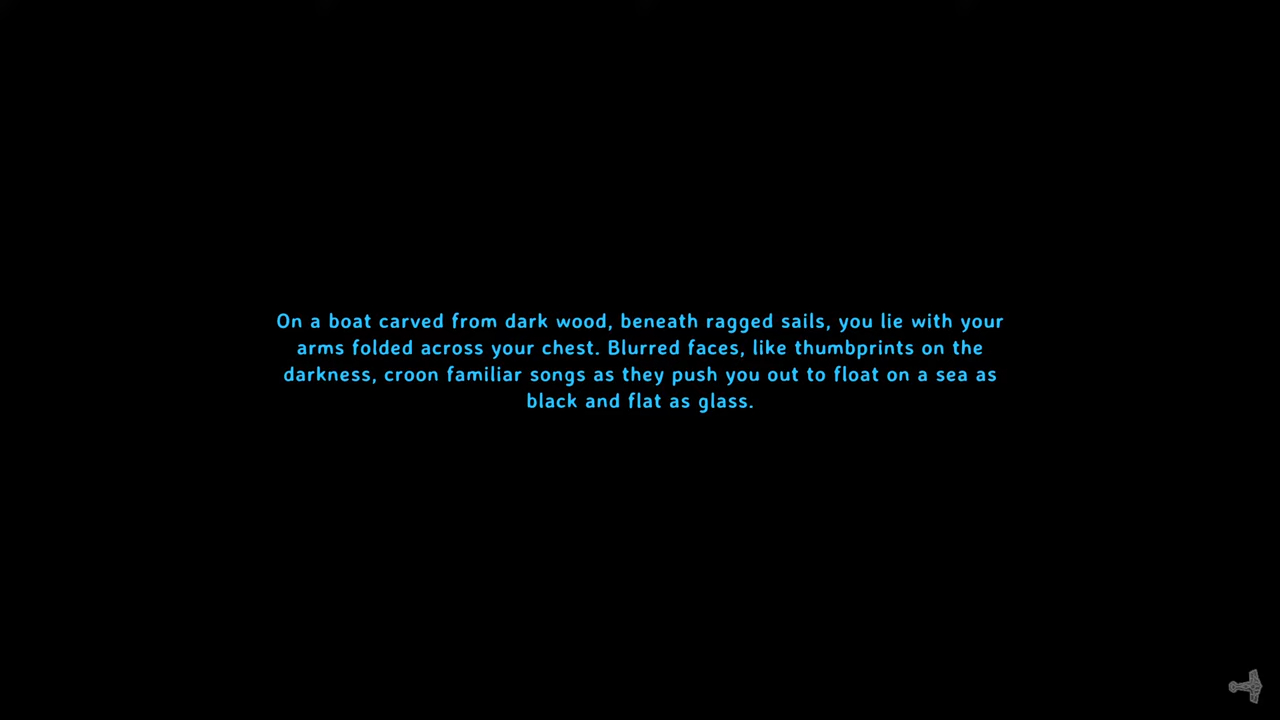 On a boat carved from dark wood, beneath ragged sails, you lie with your
arms folded across your chest. Blurred faces, like thumbprints on the
darkness, croon familiar songs as they push you out to float on a sea as
black and flat as glass.